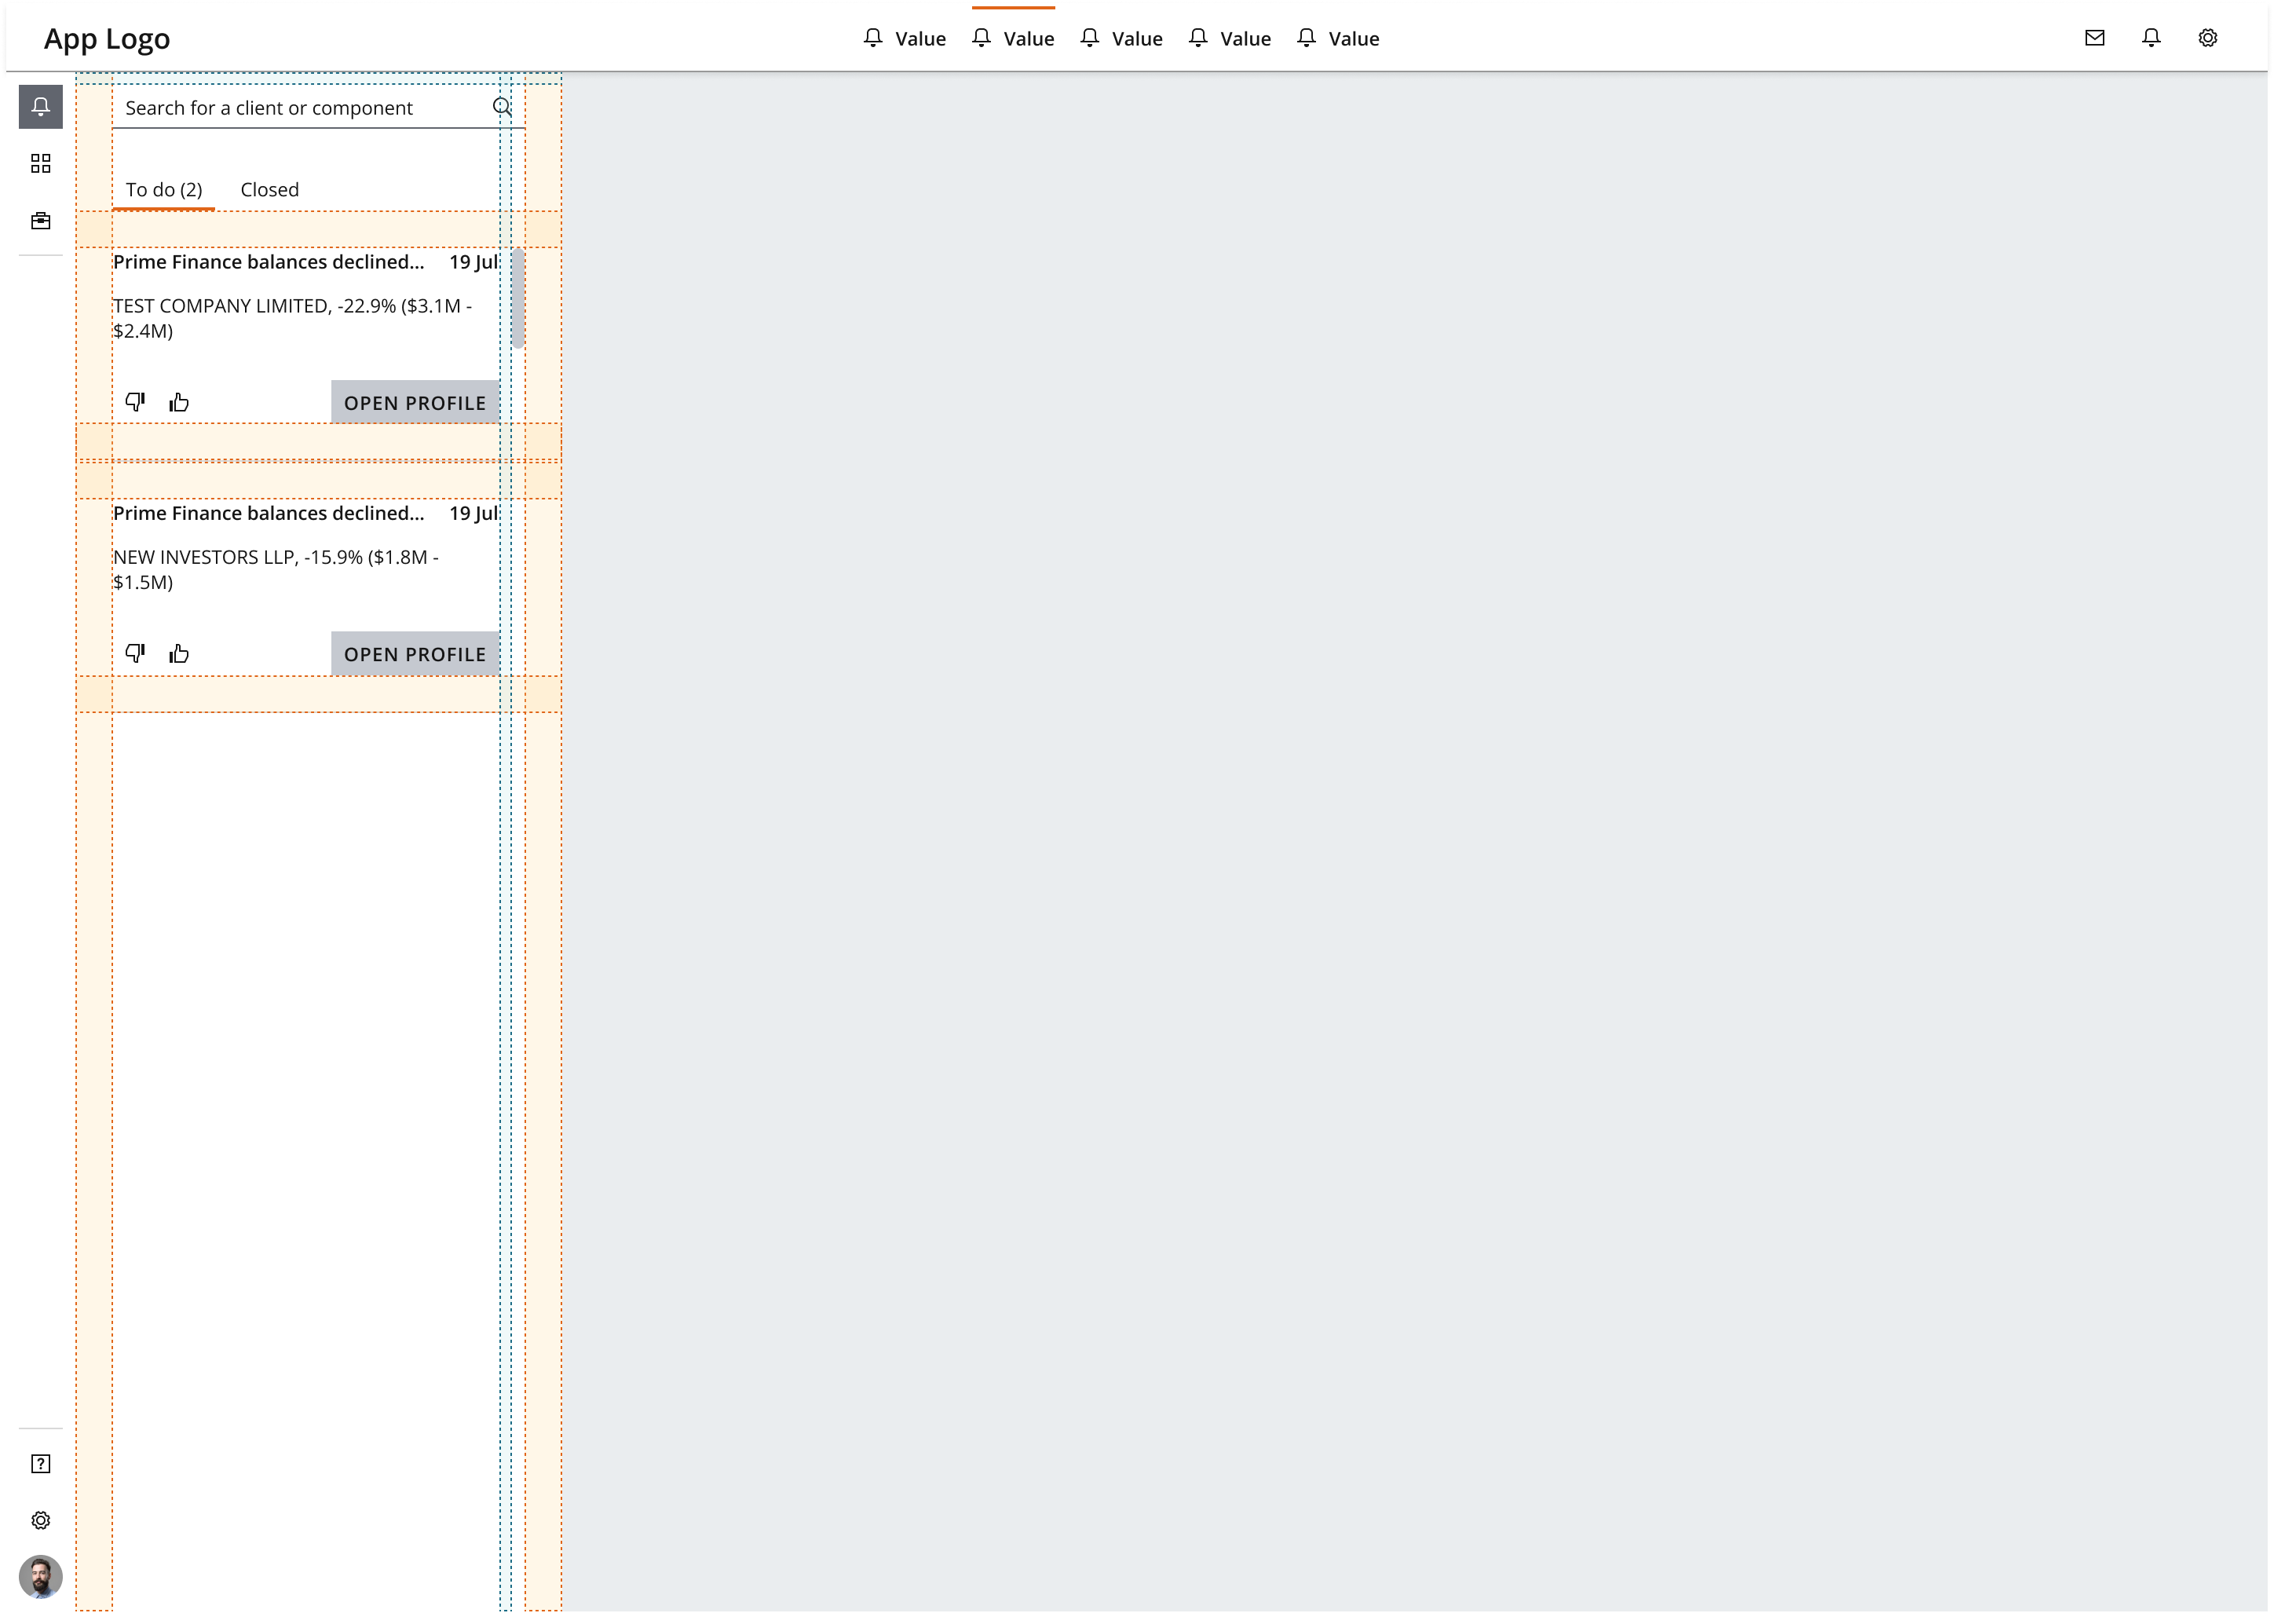 App Logo
Value Value Value Value Value
Search for a client or component
To do (2) Closed
Prime Finance balances declined... 19 Jul
TEST COMPANY LIMITED, -22.9% ($3.1M -
$2.4M)
OPEN PROFILE
Prime Finance balances declined... 19 Jul
NEW INVESTORS LLP, -15.9% ($1.8M -
$1.5M)
OPEN PROFILE
?